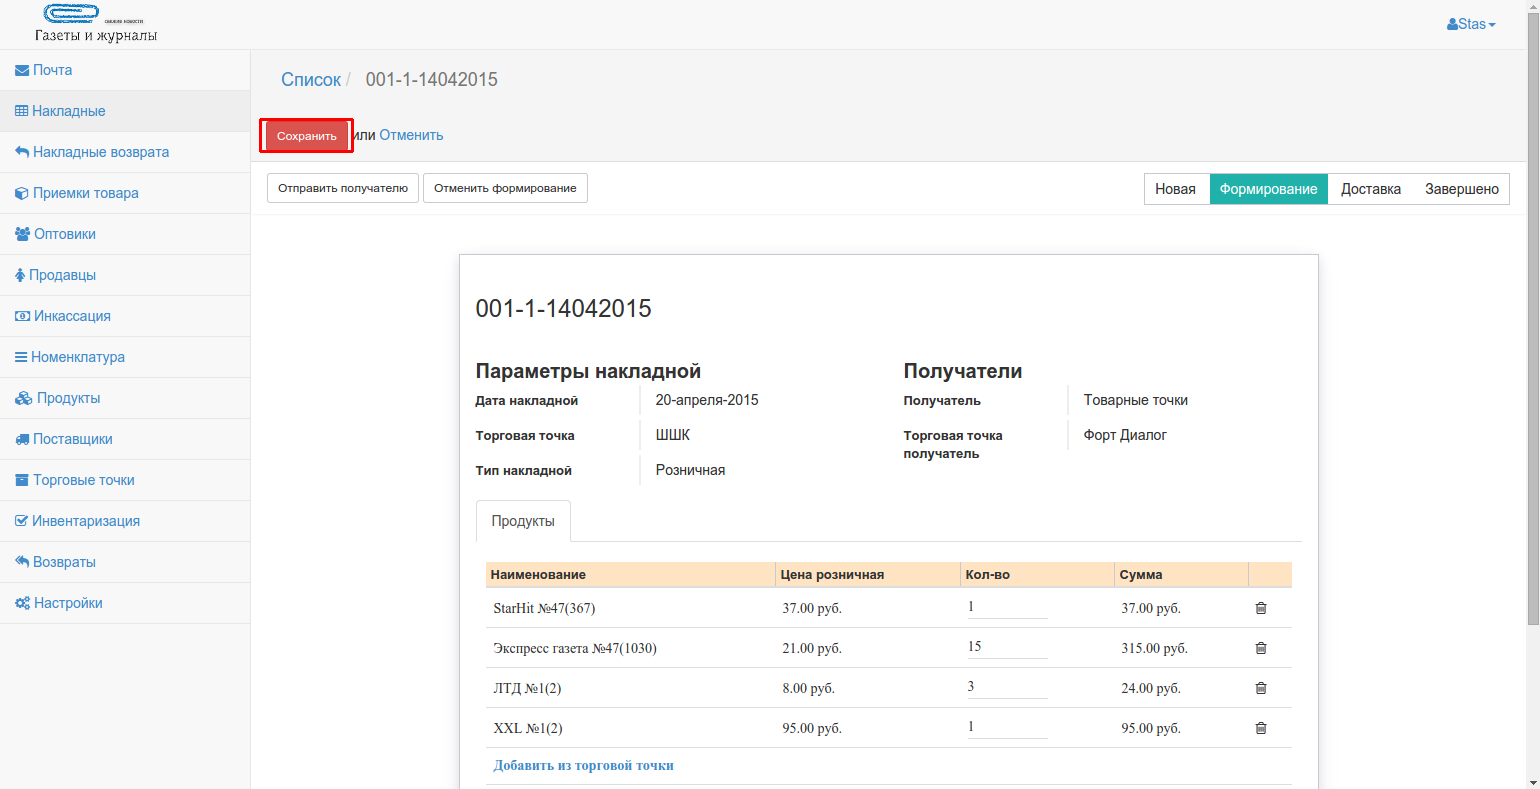 Газеты и журналы
Stas
Почта
Накладные
Накладные возврата
Приемки товара
Оптовики
Продавцы
Инкассация
Номенклатура
Продукты
Поставщики
Торговые точки
Инвентаризация
Возвраты
Настройки
Список / 001-1-14042015
Сохранить или Отменить
Отправить получателю Отменить формирование
Новая Формирование Доставка Завершено
001-1-14042015
Параметры накладной
Дата накладной 20-апреля-2015
Торговая точка ШШК
Тип накладной Розничная
Получатели
Получатель Товарные точки
Торговая точка получатель Форт Диалог
Продукты
Наименование Цена розничная Кол-во Сумма
StarHit №47(367) 37.00 руб. 1 37.00 руб.
Экспресс газета №47(1030) 21.00 руб. 15 315.00 руб.
ЛТД №1(2) 8.00 руб. 3 24.00 руб.
XXL №1(2) 95.00 руб. 1 95.00 руб.
Добавить из торговой точки